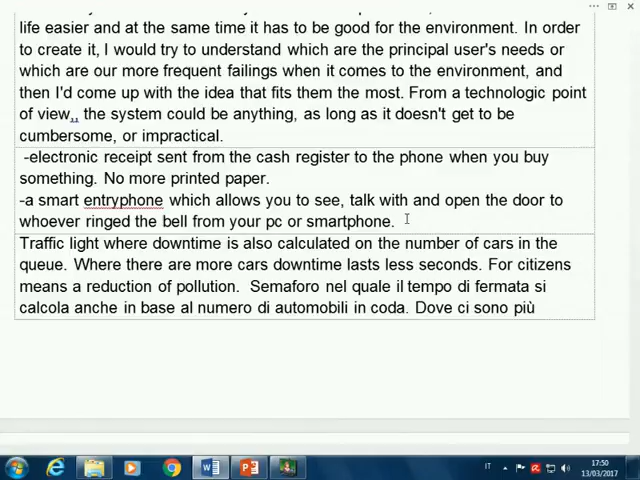 life easier and at the same time it has to be good for the environment. In order
to create it, I would try to understand which are the principal user's needs or
which are our more frequent failings when it comes to the environment, and
then I'd come up with the idea that fits them the most. From a technologic point
of view,, the system could be anything, as long as it doesn't get to be
cumbersome, or impractical.
-electronic receipt sent from the cash register to the phone when you buy
something. No more printed paper.
-a smart entryphone which allows you to see, talk with and open the door to
whoever ringed the bell from your pc or smartphone.
Traffic light where downtime is also calculated on the number of cars in the
queue. Where there are more cars downtime lasts less seconds. For citizens
means a reduction of pollution. Semaforo nel quale il tempo di fermata si
calcola anche in base al numero di automobili in coda. Dove ci sono più
IT
17:50
13/03/2017